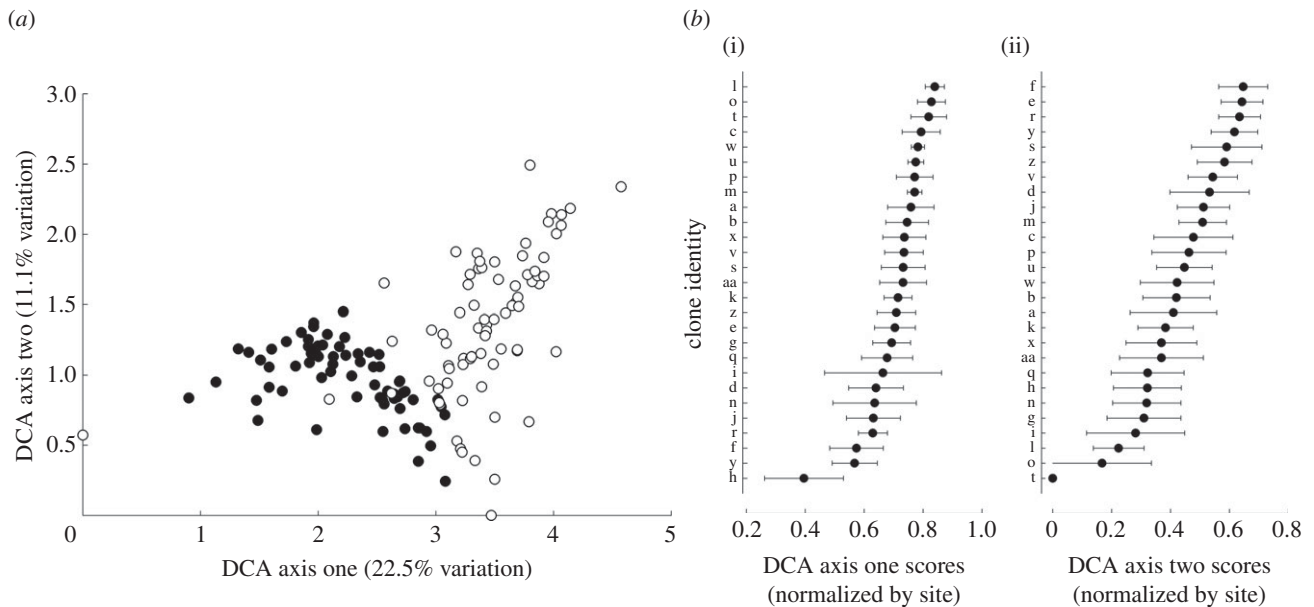 (a)
DCA axis two (11.1% variation)
3.0
2.5
2.0
1.5
1.0
0.5
0
1
2
3
4
5
DCA axis one (22.5% variation)
(b)
(i)
clone identity
l
o
t
c
w
u
p
m
a
b
x
v
s
aa
k
z
e
g
q
i
d
n
j
r
f
y
h
0.2
0.4
0.6
0.8
1.0
DCA axis one scores
(normalized by site)
(ii)
f
e
r
y
s
z
v
d
j
m
c
p
u
w
b
a
k
x
aa
q
h
n
g
i
l
o
t
0
0.2
0.4
0.6
0.8
DCA axis two scores
(normalized by site)